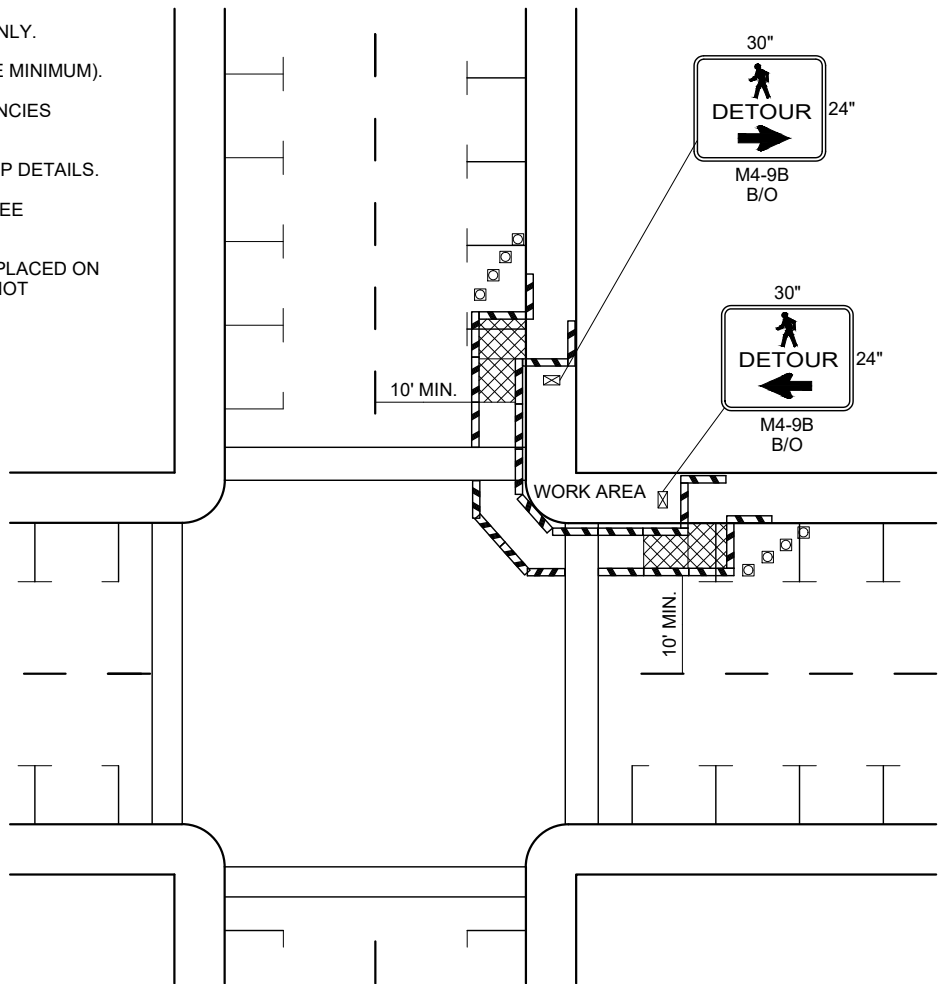 NLY.
E MINIMUM).
NCIES
P DETAILS.
EE
PLACED ON
NOT
30"
DETOUR
24"
M4-9B
B/O
30"
DETOUR
24"
M4-9B
B/O
10' MIN.
WORK AREA
10' MIN.